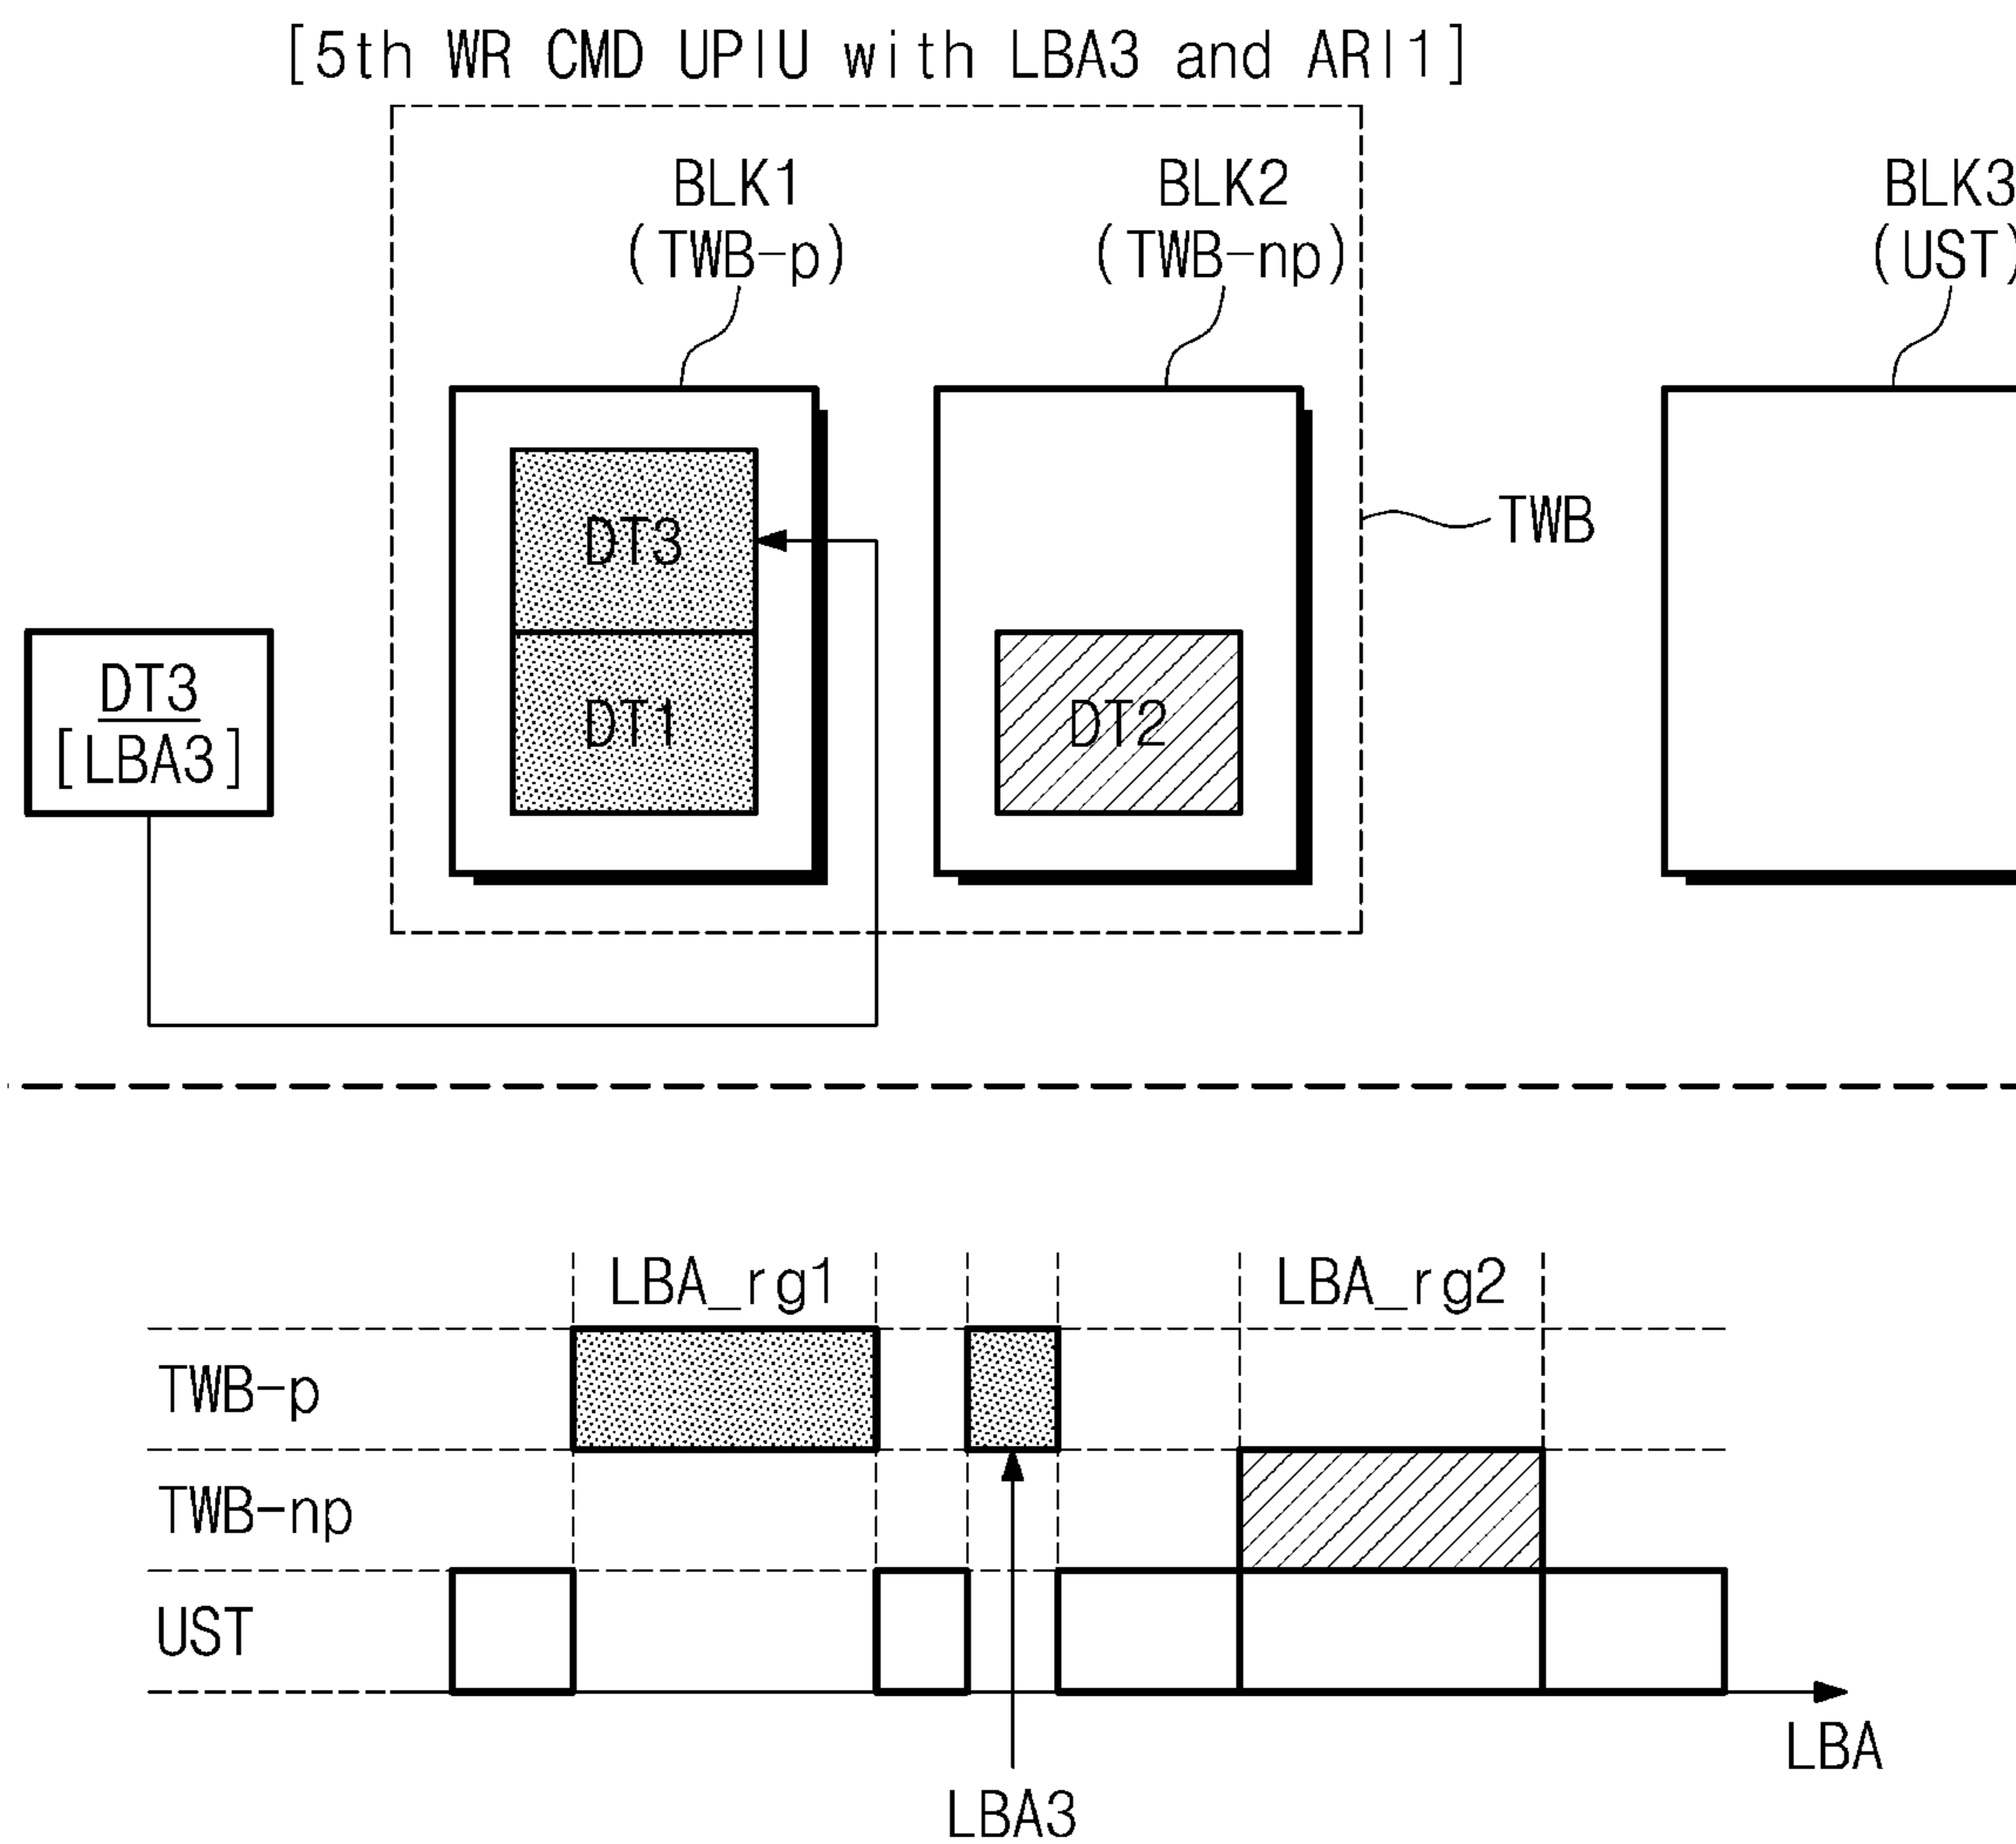 [5th WR CMD UPIU with LBA3 and ARI1]
BLK1
(TWB-p)
BLK2
(TWB-np)
BLK3
(UST)
DT3
DT1
DT2
TWB
DT3
[LBA3]
LBA_rg1
LBA_rg2
TWB-p
TWB-np
UST
LBA
LBA3